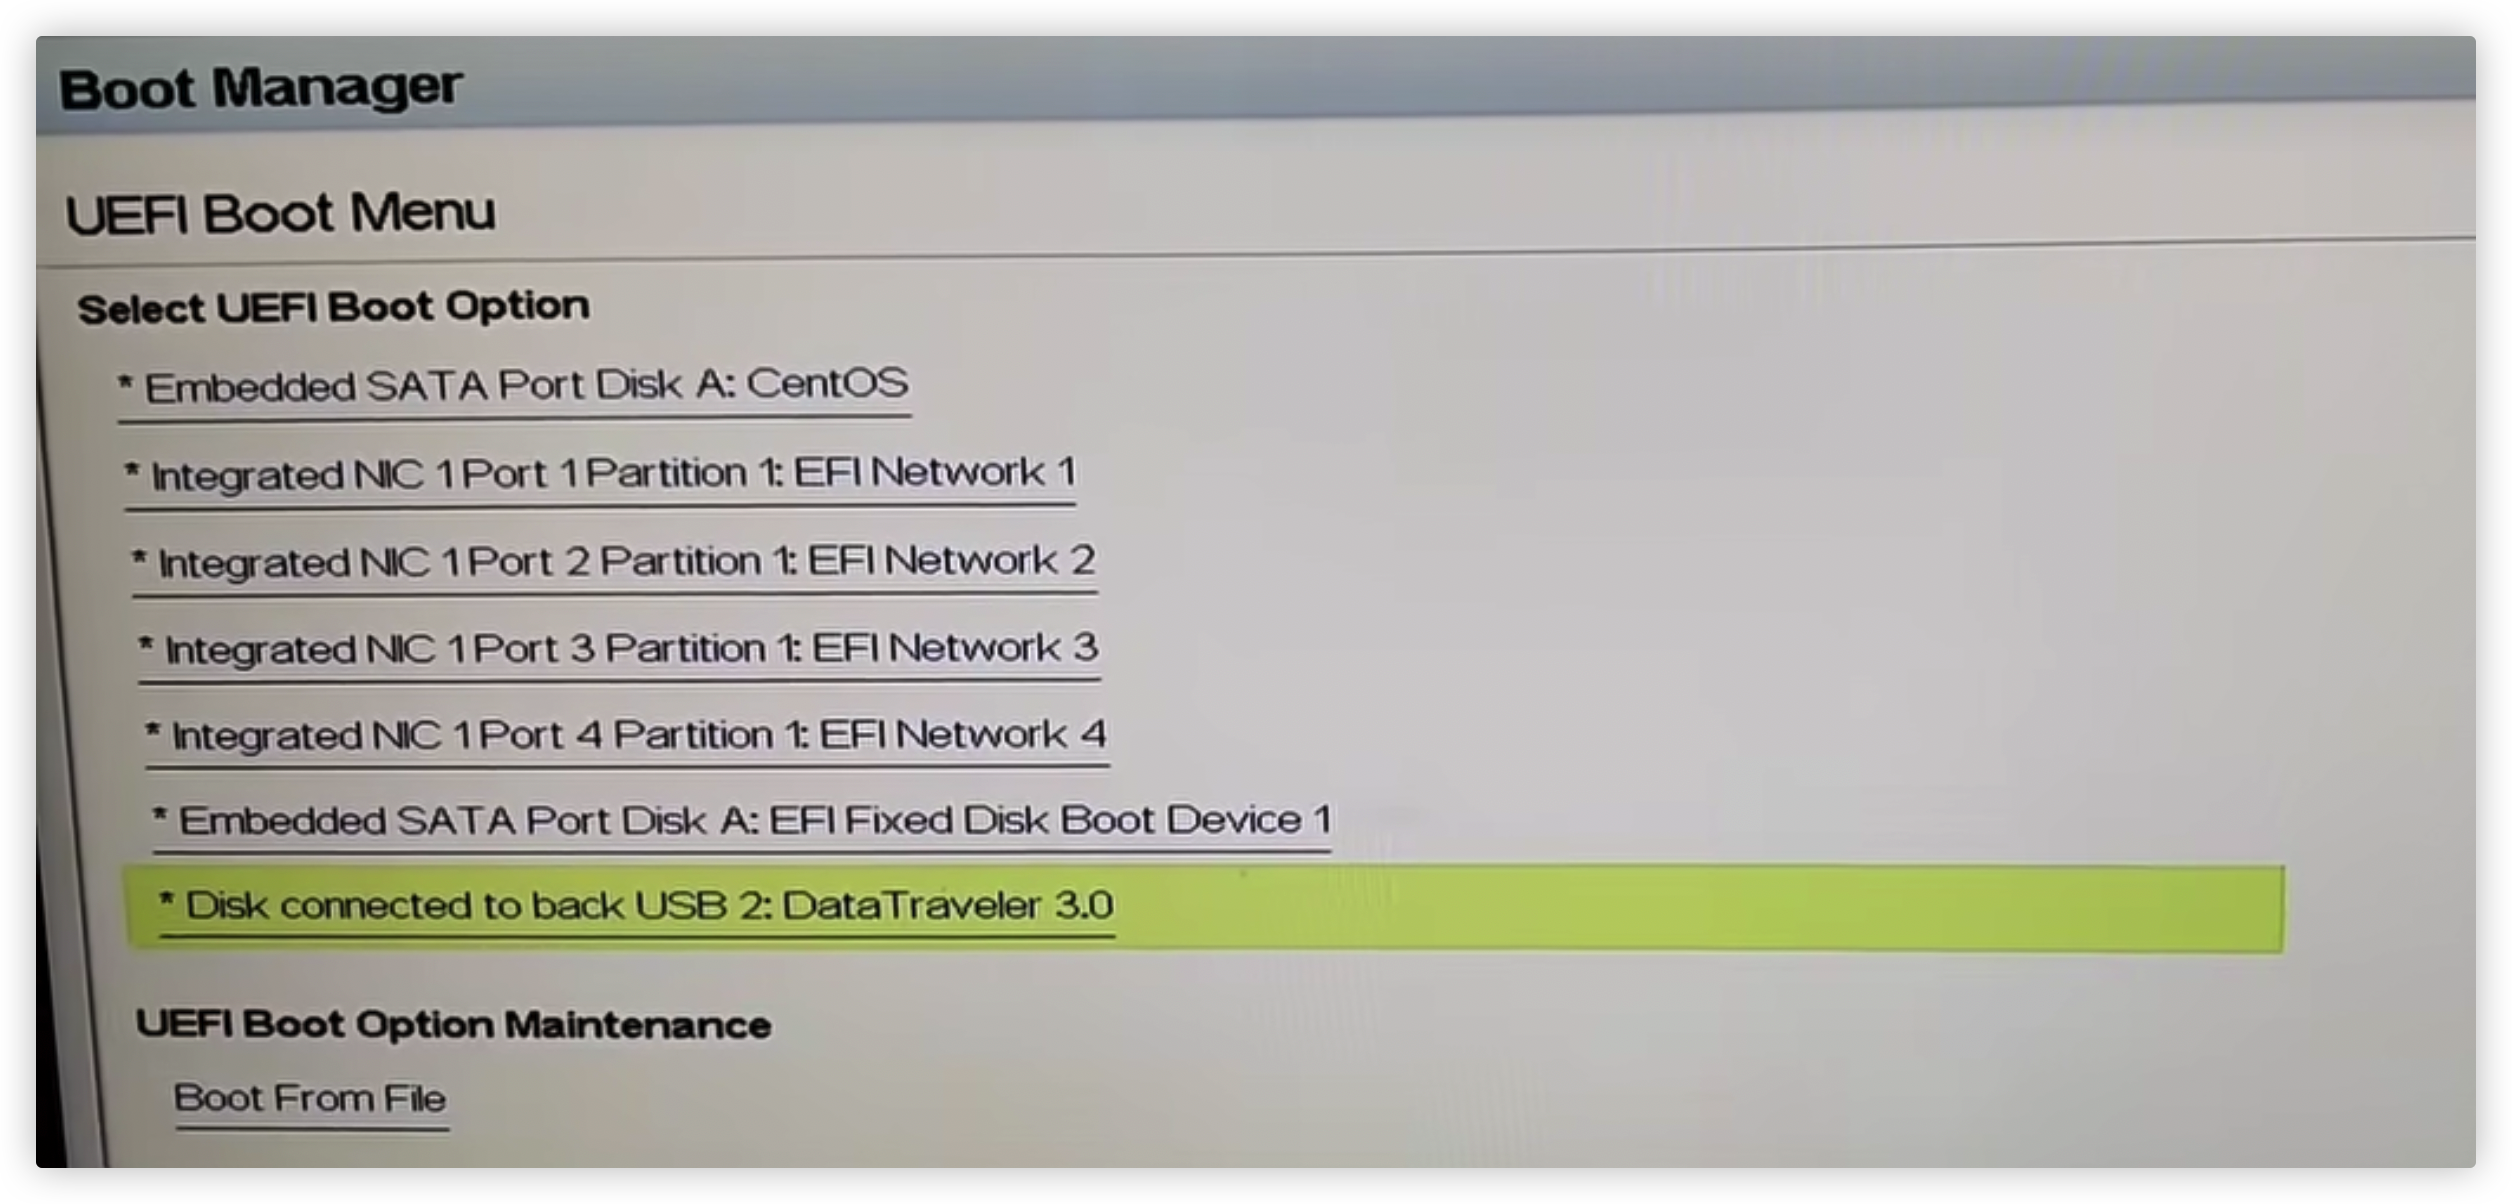 Boot Manager
UEFI Boot Menu
Select UEFI Boot Option
* Embedded SATA Port Disk A: CentOS
* Integrated NIC 1 Port 1 Partition 1: EFI Network 1
* Integrated NIC 1 Port 2 Partition 1: EFI Network 2
* Integrated NIC 1 Port 3 Partition 1: EFI Network 3
* Integrated NIC 1 Port 4 Partition 1: EFI Network 4
* Embedded SATA Port Disk A: EFI Fixed Disk Boot Device 1
* Disk connected to back USB 2: DataTraveler 3.0
UEFI Boot Option Maintenance
Boot From File